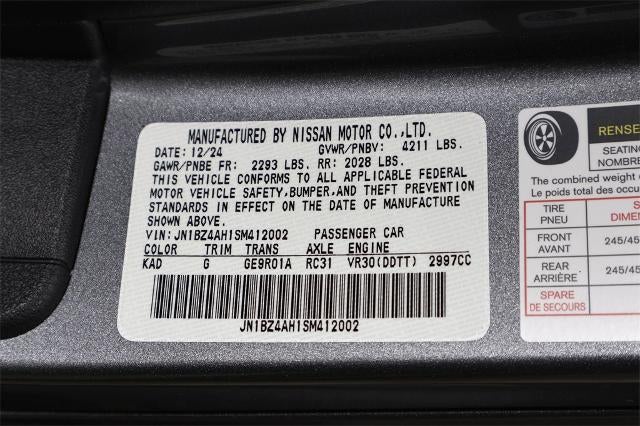 MANUFACTURED BY NISSAN MOTOR CO.,LTD.
DATE: 12/24 GVWR/PNBV: 4211 LBS.
GAWR/PNBE FR: 2293 LBS. RR: 2028 LBS.
THIS VEHICLE CONFORMS TO ALL APPLICABLE FEDERAL
MOTOR VEHICLE SAFETY,BUMPER,AND THEFT PREVENTION
STANDARDS IN EFFECT ON THE DATE OF MANUFACTURE
SHOWN ABOVE.
VIN: JN1BZ4AH1SM412002 PASSENGER CAR
COLOR TRIM TRANS AXLE ENGINE
KAD G GE9R01A RC31 VR30(DDTT) 2997CC
JN1BZ4AH1SM412002
SEATING
NOMBRE
The combined weight
Le poids total des
TIRE
PNEU
FRONT
AVANT
245/45
REAR
ARRIÈRE
245/45
SPARE
DE SECOURS